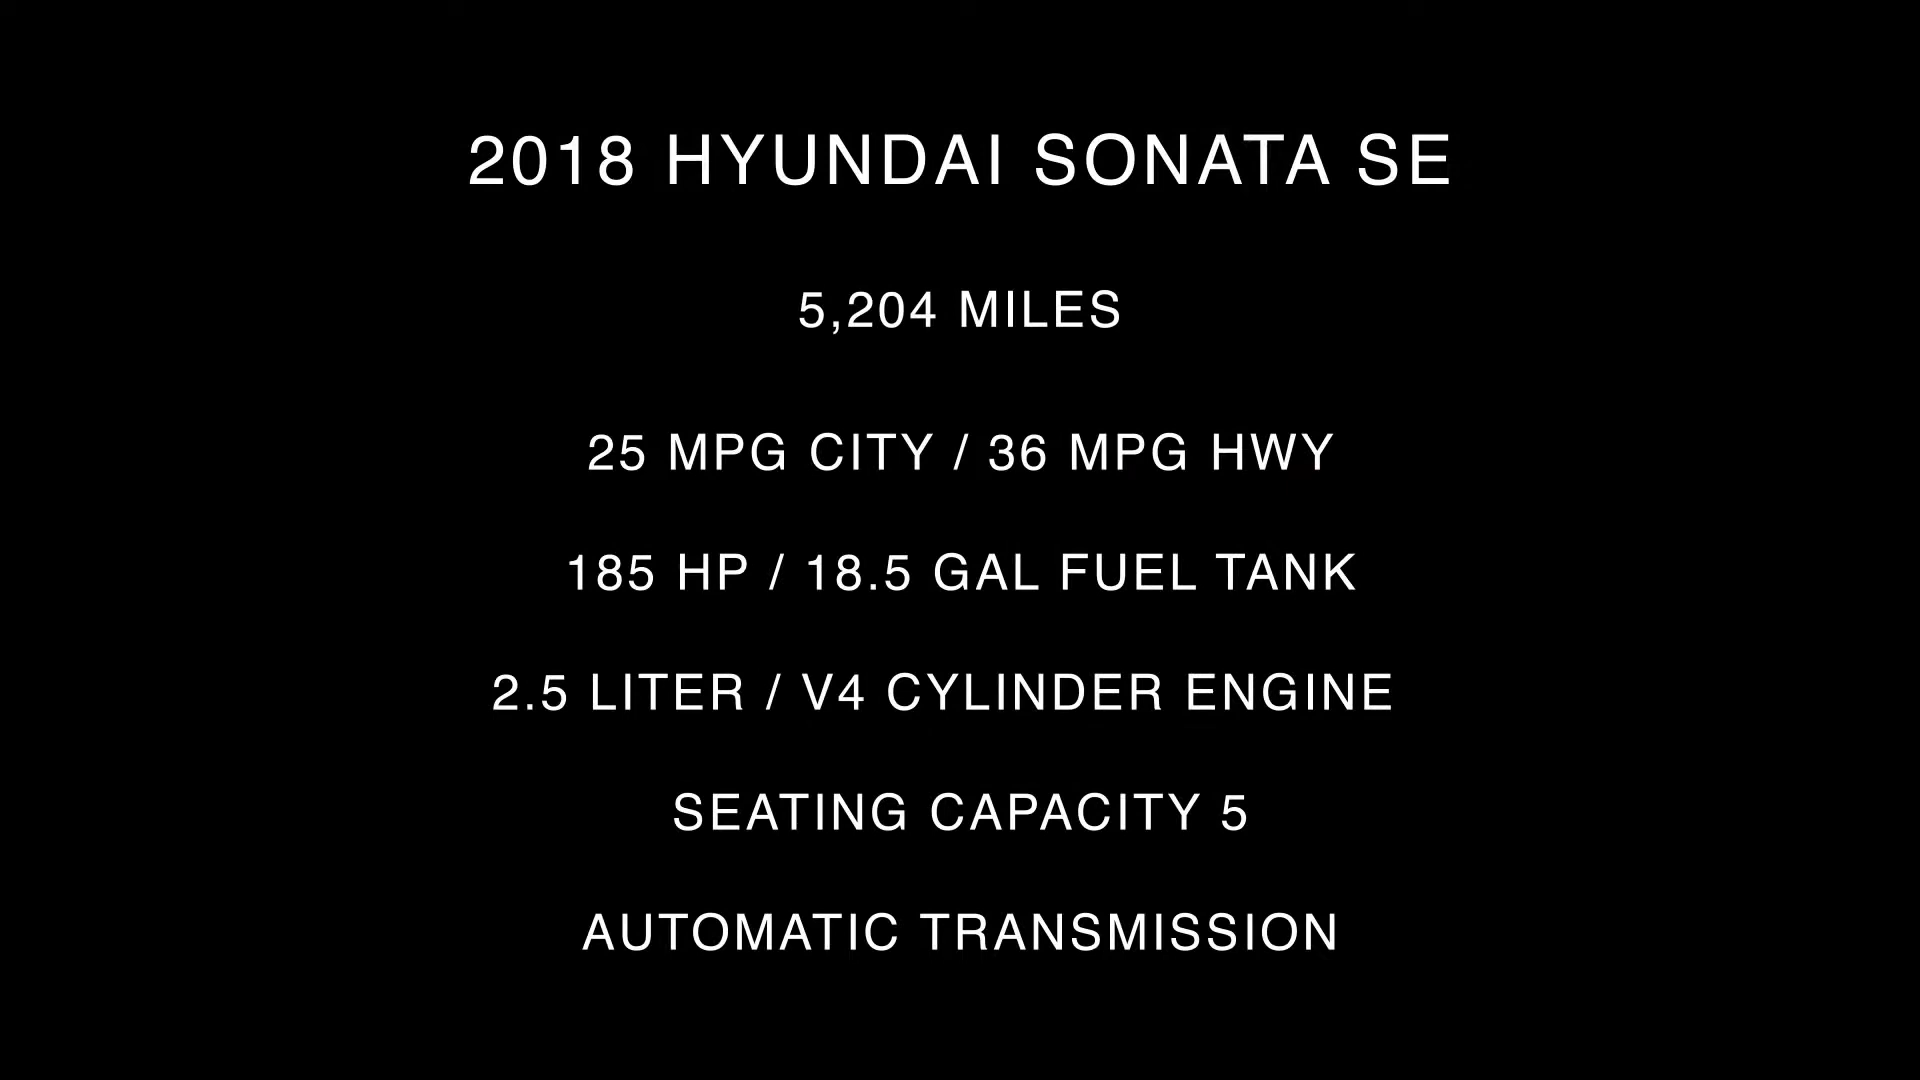 2018 HYUNDAI SONATA SE
5,204 MILES
25 MPG CITY / 36 MPG HWY
185 HP / 18.5 GAL FUEL TANK
2.5 LITER / V4 CYLINDER ENGINE
SEATING CAPACITY 5
AUTOMATIC TRANSMISSION